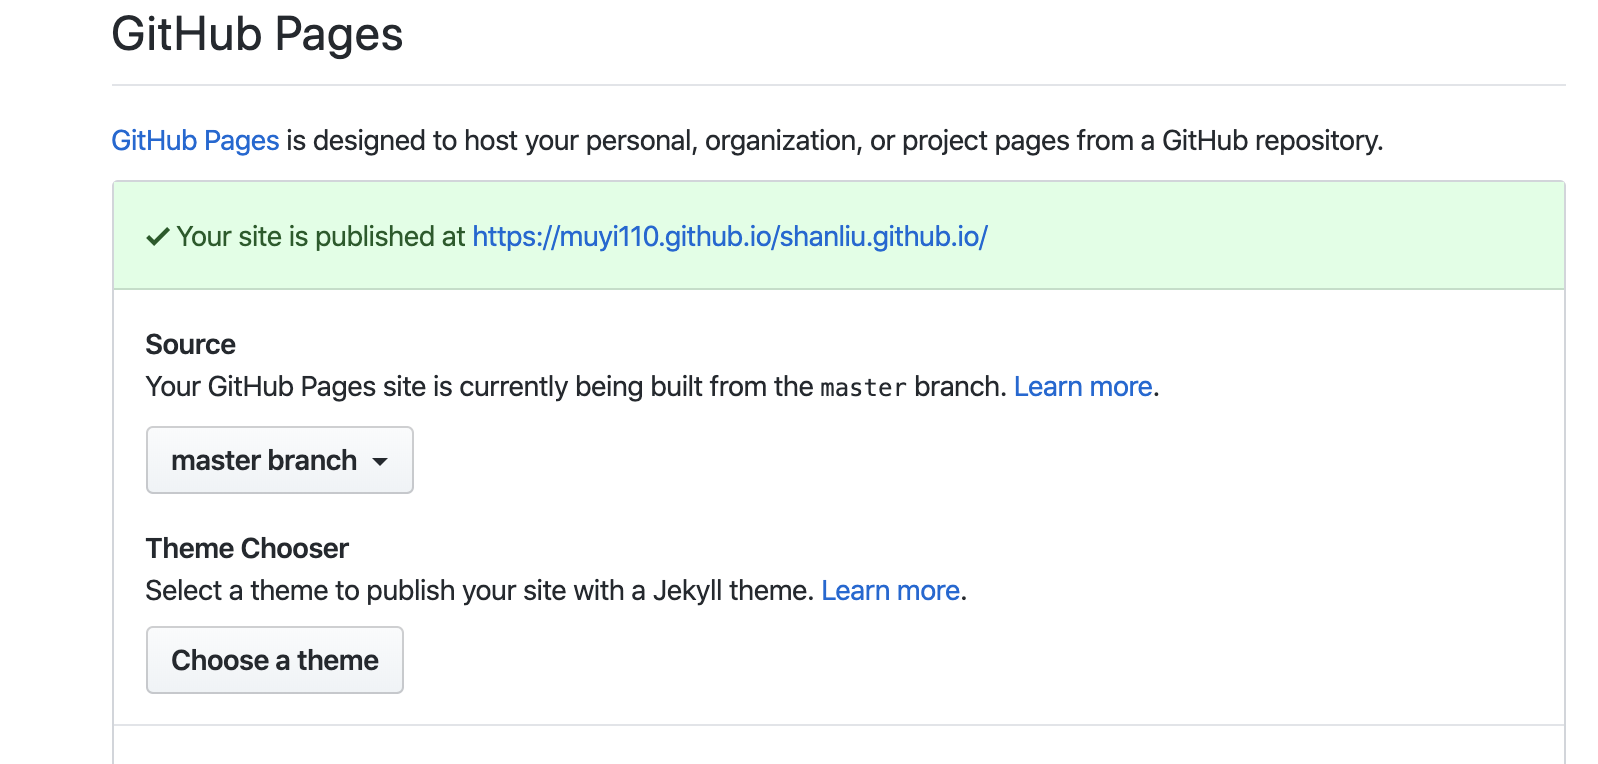 GitHub Pages
GitHub Pages is designed to host your personal, organization, or project pages from a GitHub repository.
Your site is published at https://muyi110.github.io/shanliu.github.io/
Source
Your GitHub Pages site is currently being built from the master branch. Learn more.
master branch
Theme Chooser
Select a theme to publish your site with a Jekyll theme. Learn more.
Choose a theme